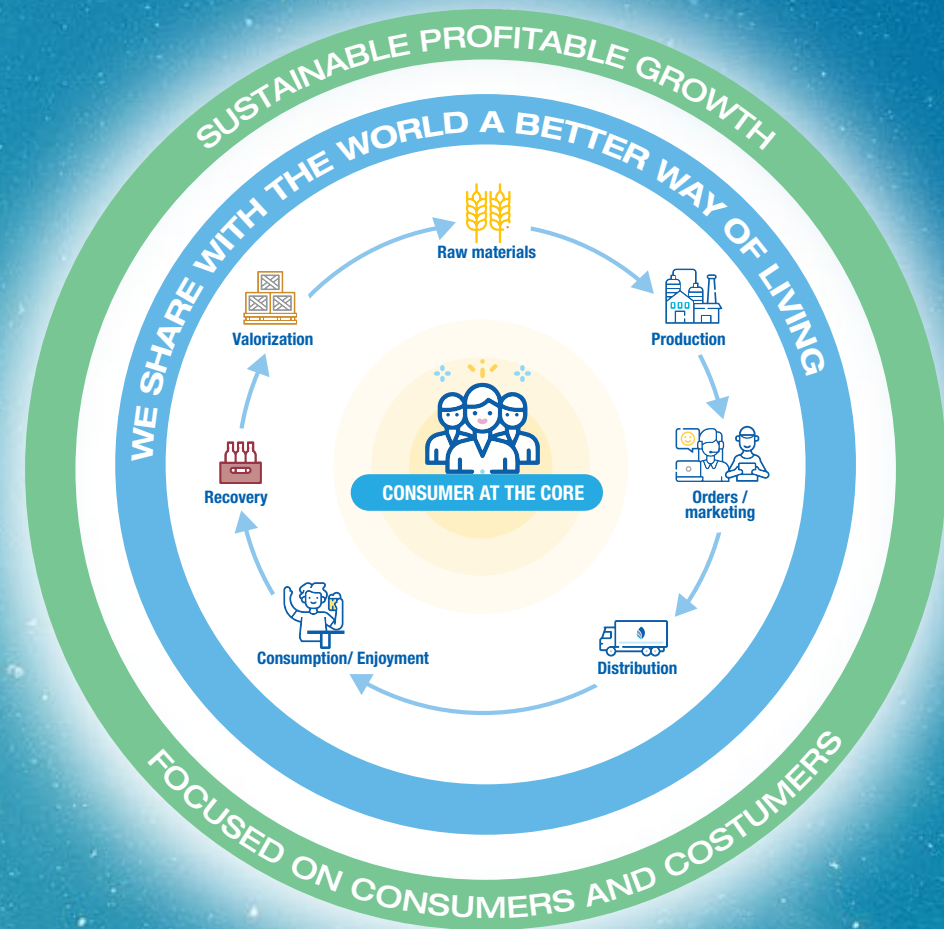 SUSTAINABLE PROFITABLE GROWTH
WE SHARE WITH THE WORLD A BETTER WAY OF LIVING
Raw materials
Valorization
Production
CONSUMER AT THE CORE
Recovery
Orders /
marketing
Consumption/ Enjoyment
Distribution
FOCUSED ON CONSUMERS AND COSTUMERS